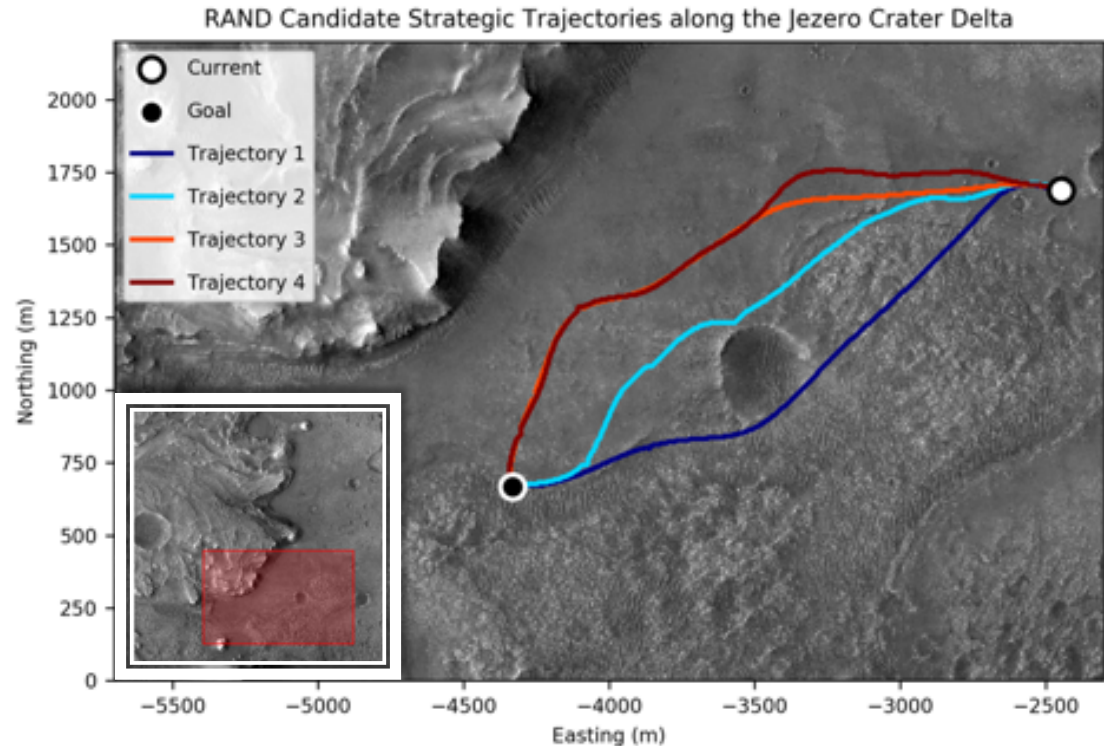 RAND Candidate Strategic Trajectories along the Jezero Crater Delta
Current
Goal
Trajectory 1
Trajectory 2
Trajectory 3
Trajectory 4
Northing (m)
2000
1750
1500
1250
1000
750
500
250
0
−5500 −5000 −4500 −4000 −3500 −3000 −2500
Easting (m)